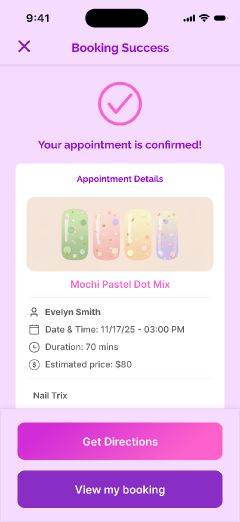 9:41
Booking Success
Your appointment is confirmed!
Appointment Details
Mochi Pastel Dot Mix
Evelyn Smith
Date & Time: 11/17/25 - 03:00 PM
Duration: 70 mins
Estimated price: $80
Nail Trix
Get Directions
View my booking